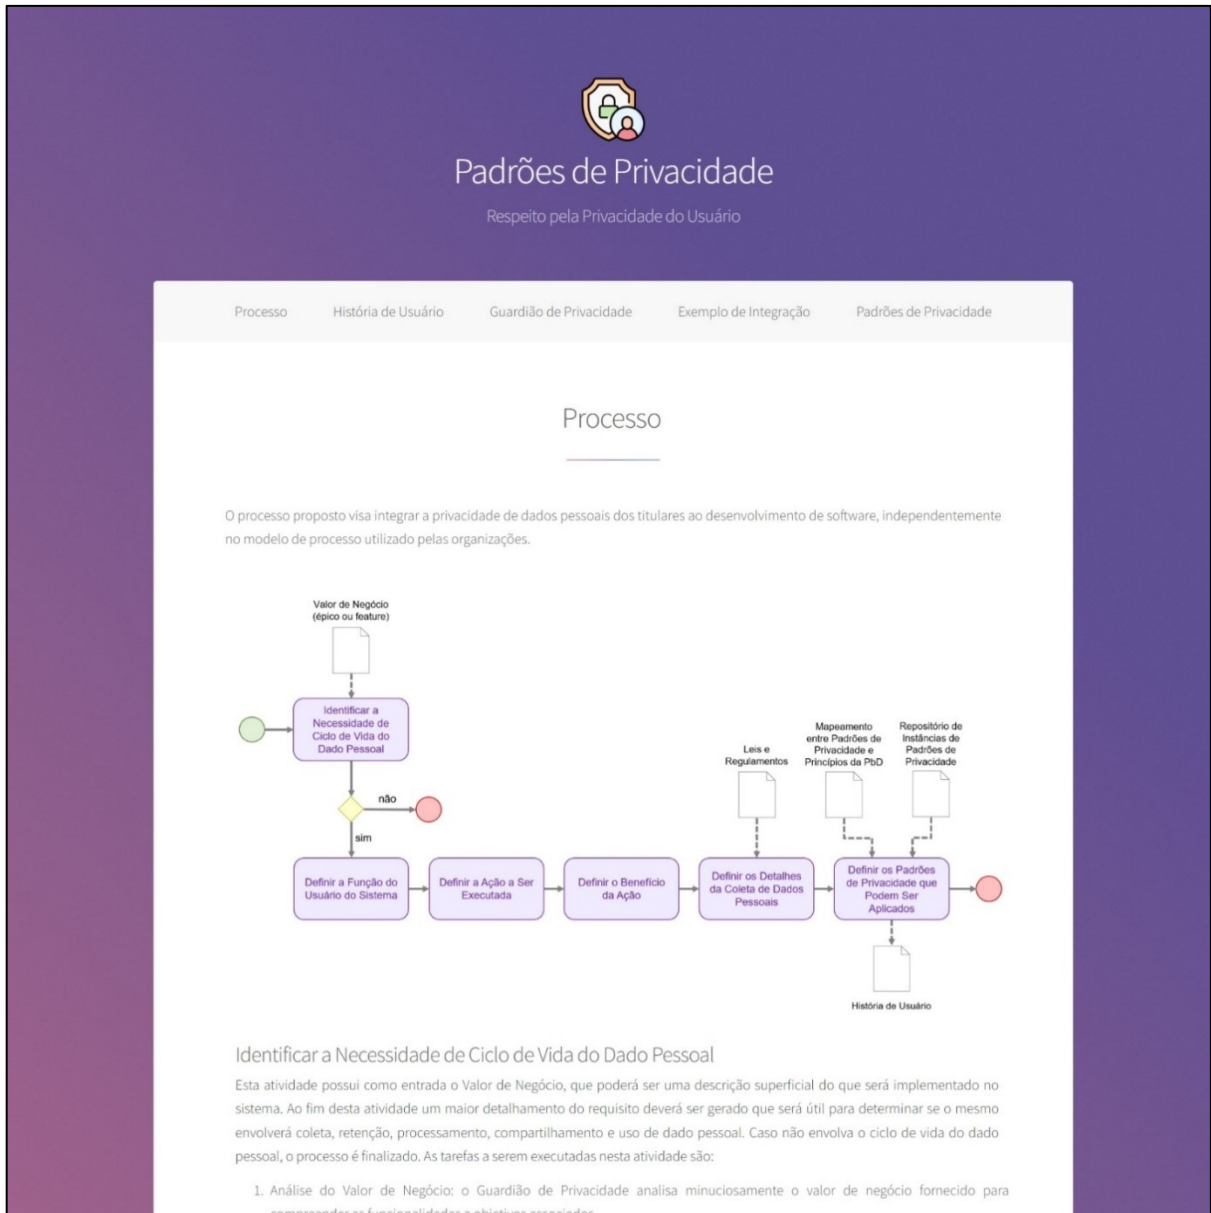 Padrões de Privacidade
Respeito pela Privacidade do Usuário
Processo
História de Usuário
Guardião de Privacidade
Exemplo de Integração
Padrões de Privacidade
Processo
O processo proposto visa integrar a privacidade de dados pessoais dos titulares ao desenvolvimento de software, independentemente
no modelo de processo utilizado pelas organizações.
Valor de Negócio
(épico ou feature)
Identificar a
Necessidade de
Ciclo de Vida do
Dado Pessoal
não
sim
Definir a Função do
Usuário do Sistema
Definir a Ação a Ser
Executada
Definir o Benefício
da Ação
Leis e
Regulamentos
Definir os Detalhes
da Coleta de Dados
Pessoais
Mapeamento
entre Padrões de
Privacidade e
Princípios da PbD
Repositório de
Instâncias de
Padrões de
Privacidade
Definir os Padrões
de Privacidade que
Podem Ser
Aplicados
História de Usuário
Identificar a Necessidade de Ciclo de Vida do Dado Pessoal
Esta atividade possui como entrada o Valor de Negócio, que poderá ser uma descrição superficial do que será implementado no
sistema. Ao fim desta atividade um maior detalhamento do requisito deverá ser gerado que será útil para determinar se o mesmo
envolverá coleta, retenção, processamento, compartilhamento e uso de dado pessoal. Caso não envolva o ciclo de vida do dado
pessoal, o processo é finalizado. As tarefas a serem executadas nesta atividade são:
1. Análise do Valor de Negócio: o Guardião de Privacidade analisa minuciosamente o valor de negócio fornecido para
compreender as funcionalidades e objetivos associados.